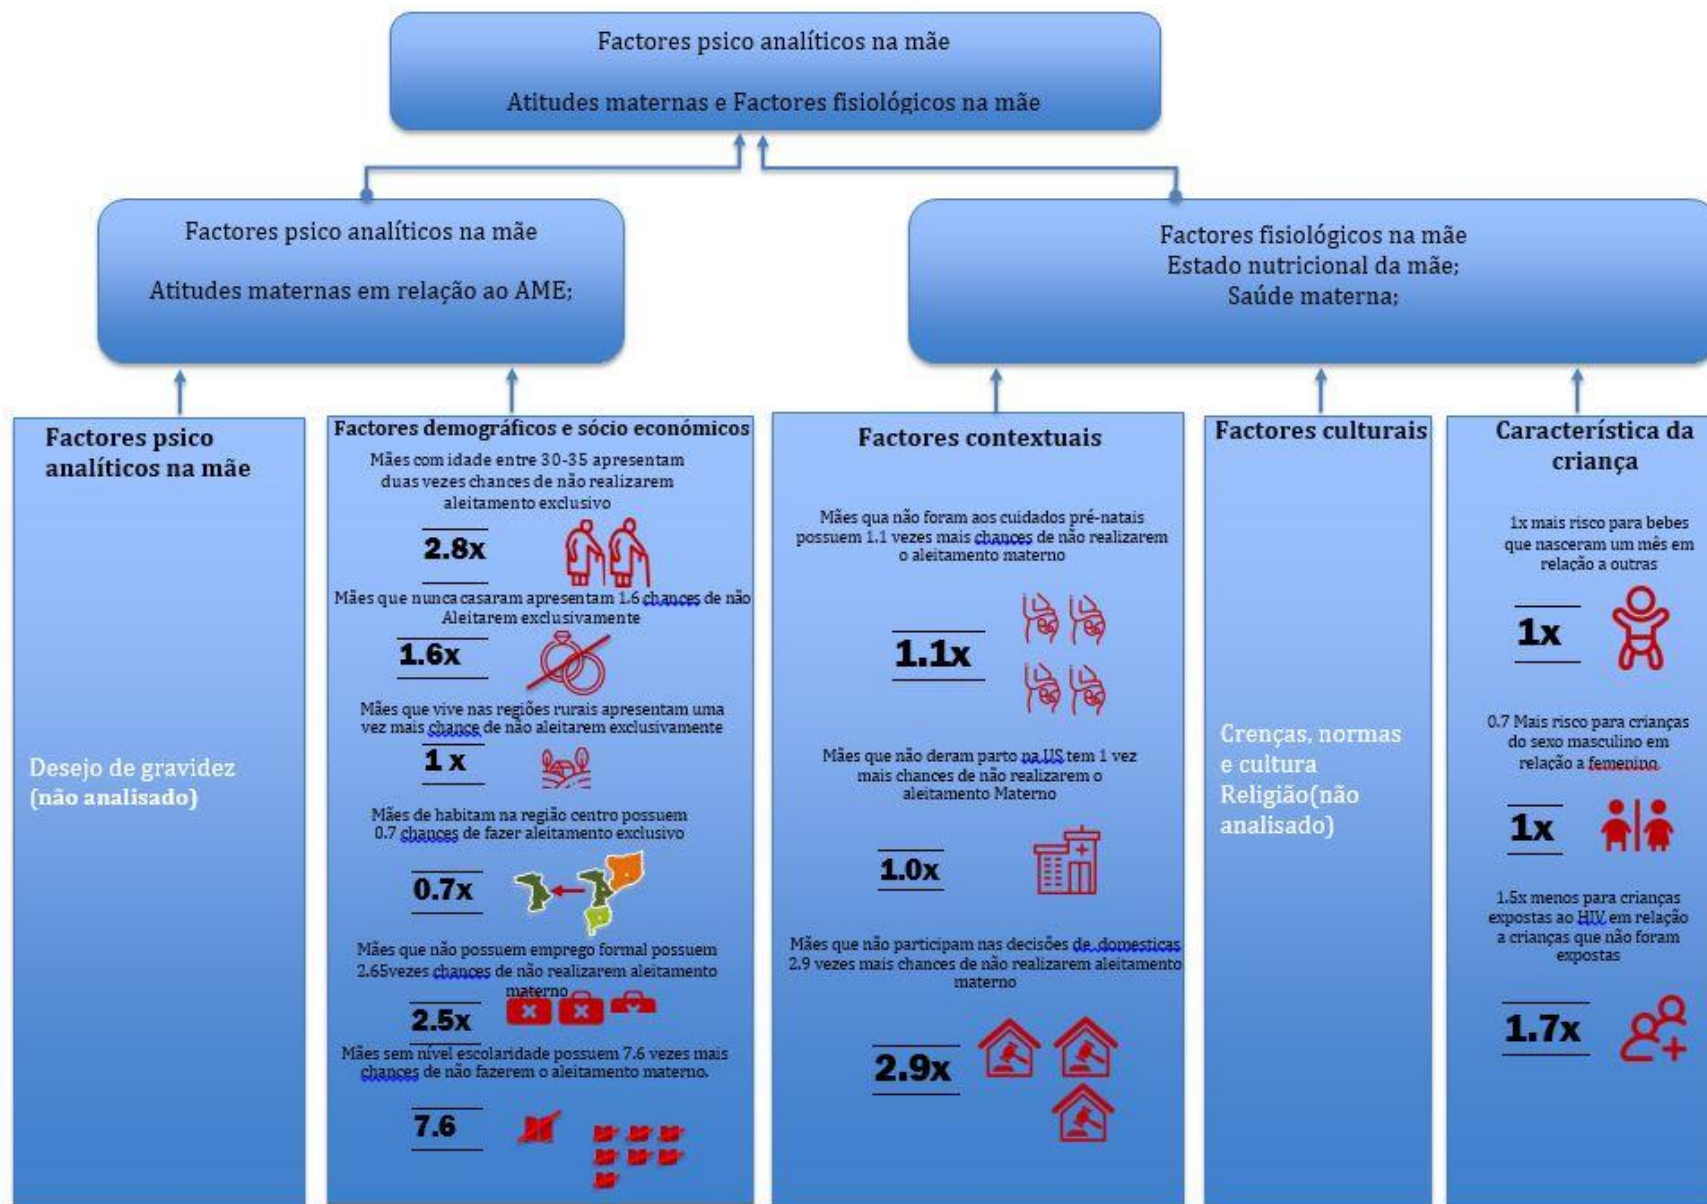 Factores psico analíticos na mãe
Atitudes maternas e Factores fisiológicos na mãe
Factores psico analíticos na mãe
Atitudes maternas em relação ao AME;
Factores fisiológicos na mãe
Estado nutricional da mãe;
Saúde materna;
Factores psico
analíticos na mãe
Desejo de gravidez
(não analisado)
Factores demográficos e sócio económicos
Mães com idade entre 30-35 apresentam
duas vezes chances de não realizarem
aleitamento exclusivo
2.8x
Mães que nunca casaram apresentam 1.6 chances de não
Aleitarem exclusivamente
1.6x
Mães que vive nas regiões rurais apresentam uma
vez mais chance de não aleitarem exclusivamente
1 x
Mães de habitam na região centro possuem
0.7 chances de fazer aleitamento exclusivo
0.7x
Mães que não possuem emprego formal possuem
2.65vezes chances de não realizarem aleitamento
materno
2.5x
Mães sem nível escolaridade possuem 7.6 vezes mais
chances de não fazerem o aleitamento materno.
7.6
Factores contextuais
Mães qua não foram aos cuidados pré-natais
possuem 1.1 vezes mais chances de não realizarem
o aleitamento materno
1.1x
Mães que não deram parto na US tem 1 vez
mais chances de não realizarem o
aleitamento Materno
1.0x
Mães que não participam nas decisões de domesticas
2.9 vezes mais chances de não realizarem aleitamento
materno
2.9x
Factores culturais
Crenças, normas
e cultura
Religião(não
analisado)
Característica da
criança
1x mais risco para bebes
que nasceram um mês em
relação a outras
1x
0.7 Mais risco para crianças
do sexo masculino em
relação a femenino
1x
1.5x menos para crianças
expostas ao HIV em relação
a crianças que não foram
expostas
1.7x